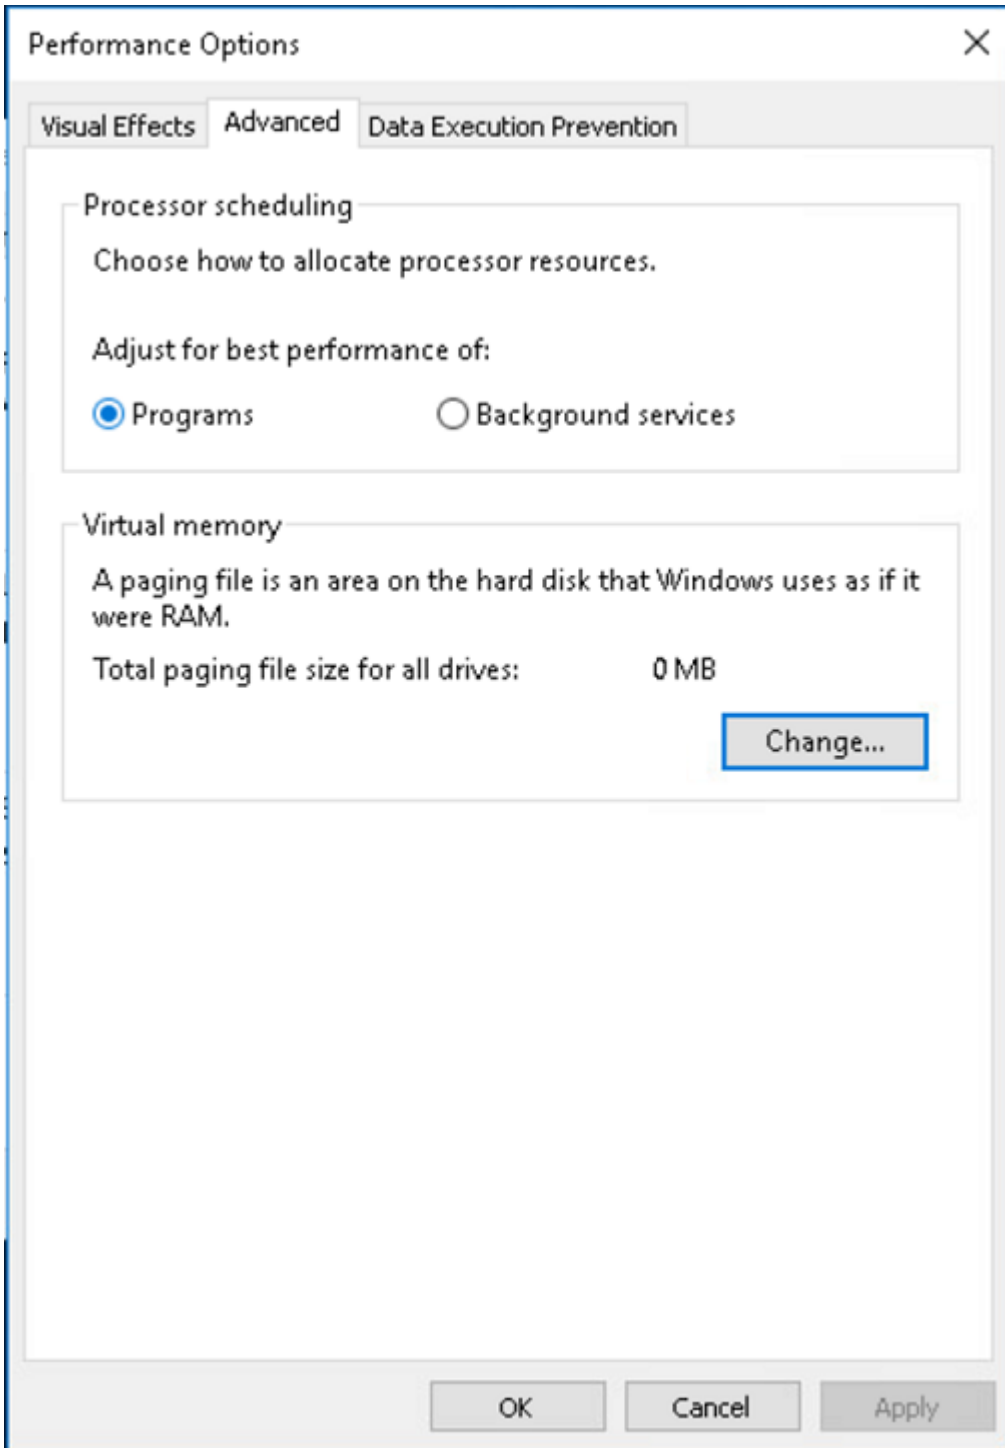 Performance Options
Visual Effects
Advanced
Data Execution Prevention
Processor scheduling
Choose how to allocate processor resources.
Adjust for best performance of:
Programs
Background services
Virtual memory
A paging file is an area on the hard disk that Windows uses as if it
were RAM.
Total paging file size for all drives: 0 MB
Change...
OK
Cancel
Apply